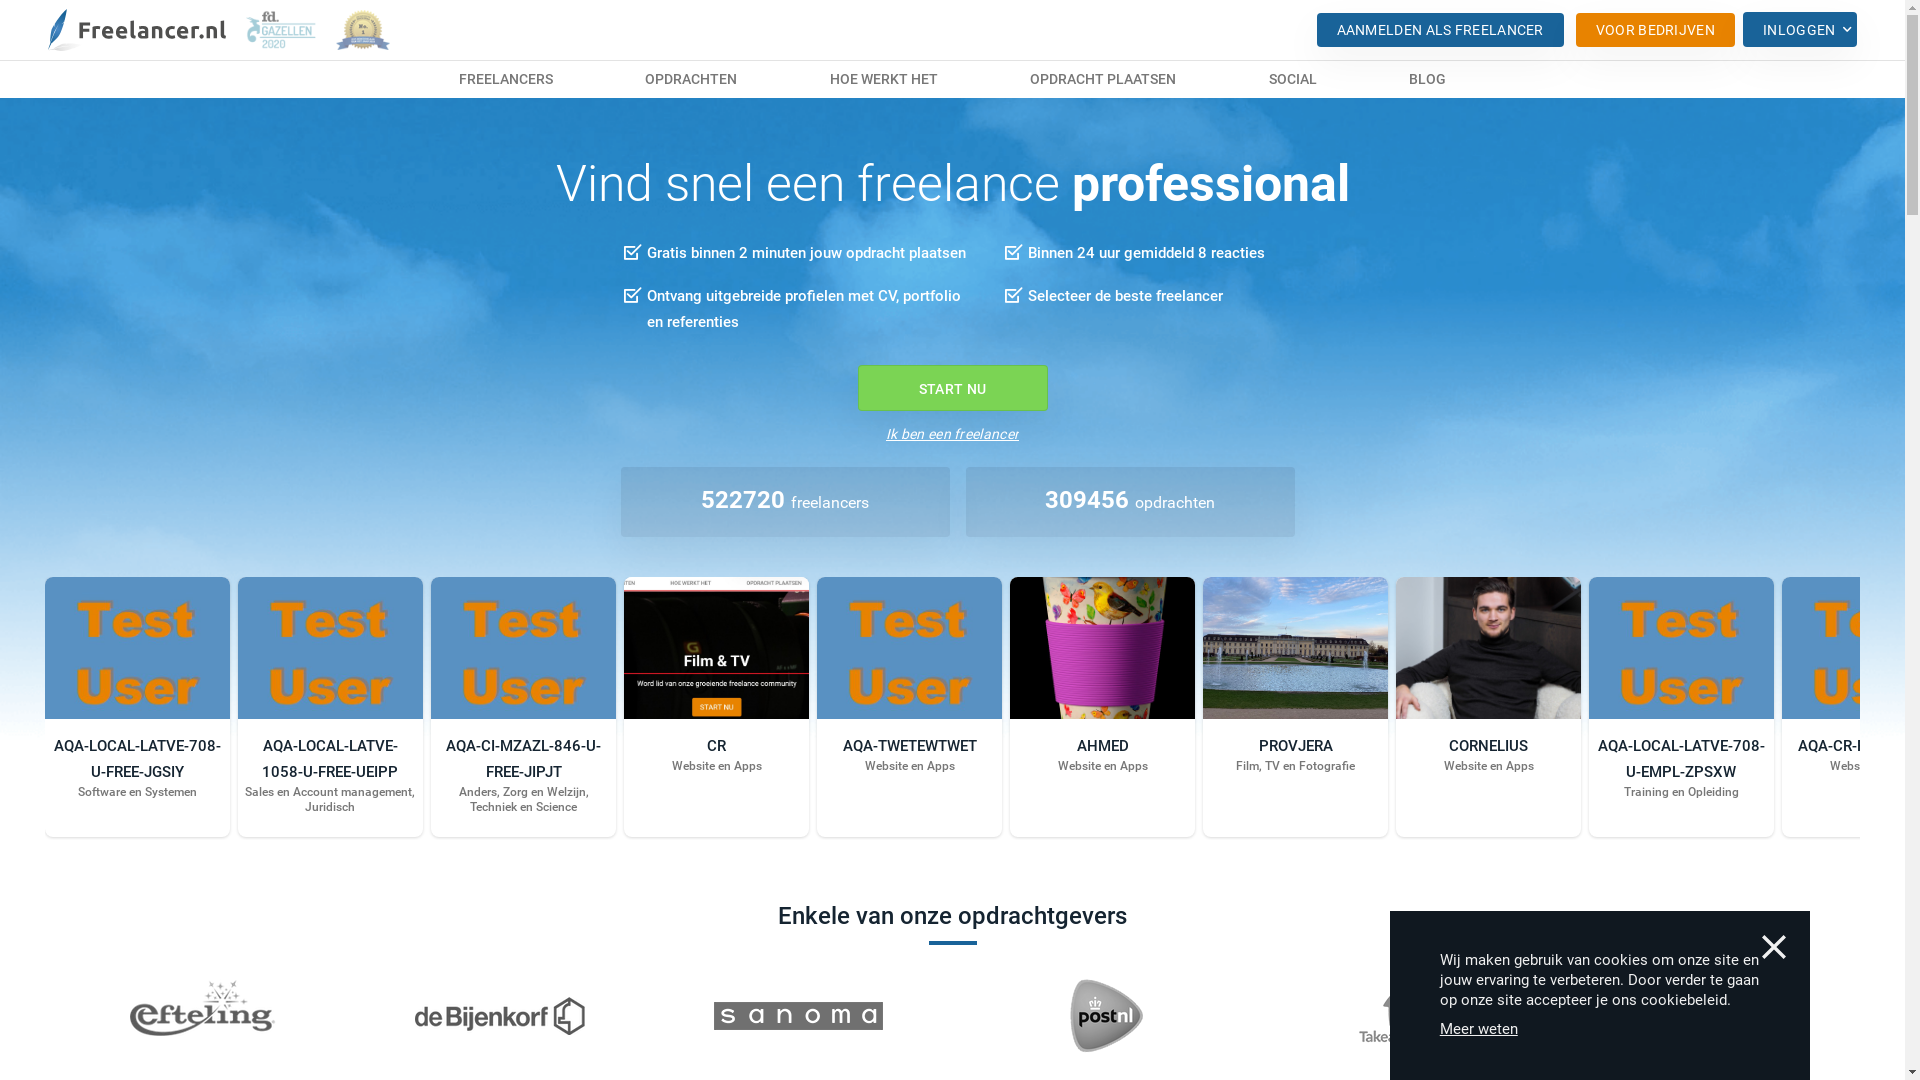 Freelancer.nl
fd.
GAZELLEN
2020
AANMELDEN ALS FREELANCER
VOOR BEDRIJVEN
INLOGGEN
FREELANCERS
OPDRACHTEN
HOE WERKT HET
OPDRACHT PLAATSEN
SOCIAL
BLOG
Vind snel een freelance professional
Gratis binnen 2 minuten jouw opdracht plaatsen
Binnen 24 uur gemiddeld 8 reacties
Ontvang uitgebreide profielen met CV, portfolio
en referenties
Selecteer de beste freelancer
START NU
Ik ben een freelancer
522720 freelancers
309456 opdrachten
Test
User
AQA-LOCAL-LATVE-708-
U-FREE-JGSIY
Software en Systemen
Test
User
AQA-LOCAL-LATVE-
1058-U-FREE-UEIPP
Sales en Account management,
Juridisch
Test
User
AQA-CI-MZAZL-846-U-
FREE-JIPJT
Anders, Zorg en Welzijn,
Techniek en Science
HOE WERKT HET
OPDRACHT PLAATSEN
Film & TV
Word lid van onze groeiende freelance community
START NU
CR
Website en Apps
Test
User
AQA-TWETEWTWET
Website en Apps
AHMED
Website en Apps
PROVJERA
Film, TV en Fotografie
CORNELIUS
Website en Apps
Test
User
AQA-LOCAL-LATVE-708-
U-EMPL-ZPSXW
Training en Opleiding
AQA-CR-
Webs
Enkele van onze opdrachtgevers
efteling
de Bijenkorf
sanoma
postnl
Takea
Wij maken gebruik van cookies om onze site en
jouw ervaring te verbeteren. Door verder te gaan
op onze site accepteer je ons cookiebeleid.
Meer weten